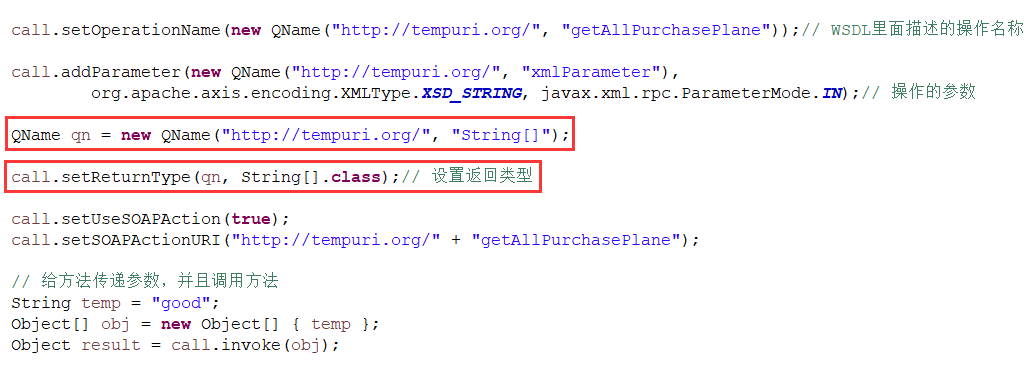 call.setOperationName(new QName("http://tempuri.org/", "getAllPurchasePlane"));// WSDL里面描述的操作名称
call.addParameter(new QName("http://tempuri.org/", "xmlParameter"),
org.apache.axis.encoding.XMLType.XSD_STRING, javax.xml.rpc.ParameterMode.IN);// 操作的参数
QName qn = new QName("http://tempuri.org/", "String[]");
call.setReturnType(qn, String[].class);// 设置返回类型
call.setUseSOAPAction(true);
call.setSOAPActionURI("http://tempuri.org/" + "getAllPurchasePlane");
// 给方法传递参数，并且调用方法
String temp = "good";
Object[] obj = new Object[] { temp };
Object result = call.invoke(obj);